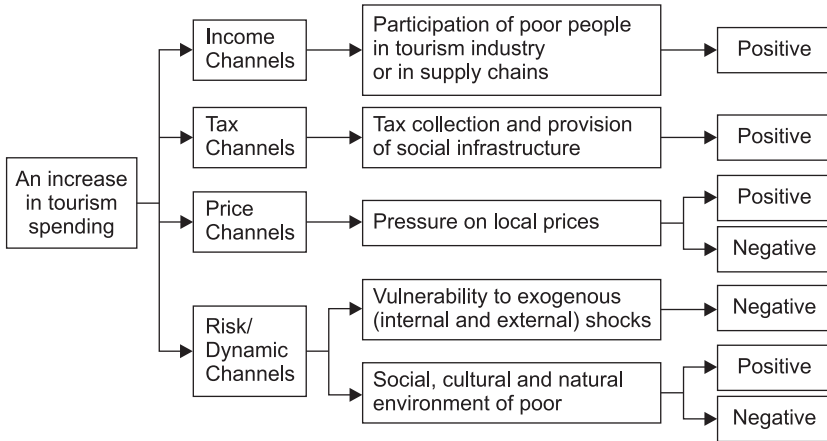 An increase
in tourism
spending
Income
Channels
Participation of poor people
in tourism industry
or in supply chains
Positive
Tax
Channels
Tax collection and provision
of social infrastructure
Positive
Price
Channels
Pressure on local prices
Positive
Negative
Risk/
Dynamic
Channels
Vulnerability to exogenous
(internal and external) shocks
Negative
Social, cultural and natural
environment of poor
Positive
Negative